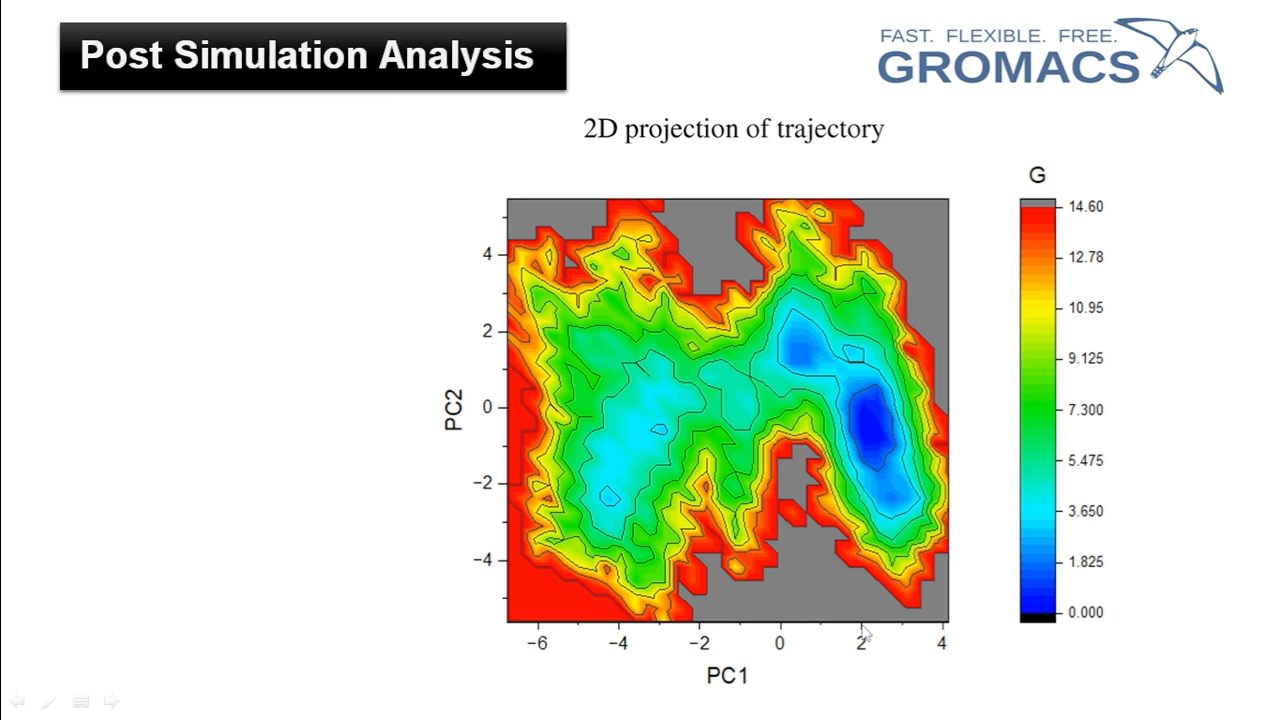 Post Simulation Analysis
FAST. FLEXIBLE. FREE.
GROMACS
2D projection of trajectory
G
14.60
12.78
10.95
9.125
7.300
5.475
3.650
1.825
0.000
PC2
4
2
0
−2
−4
−6
−4
−2
0
2
4
PC1